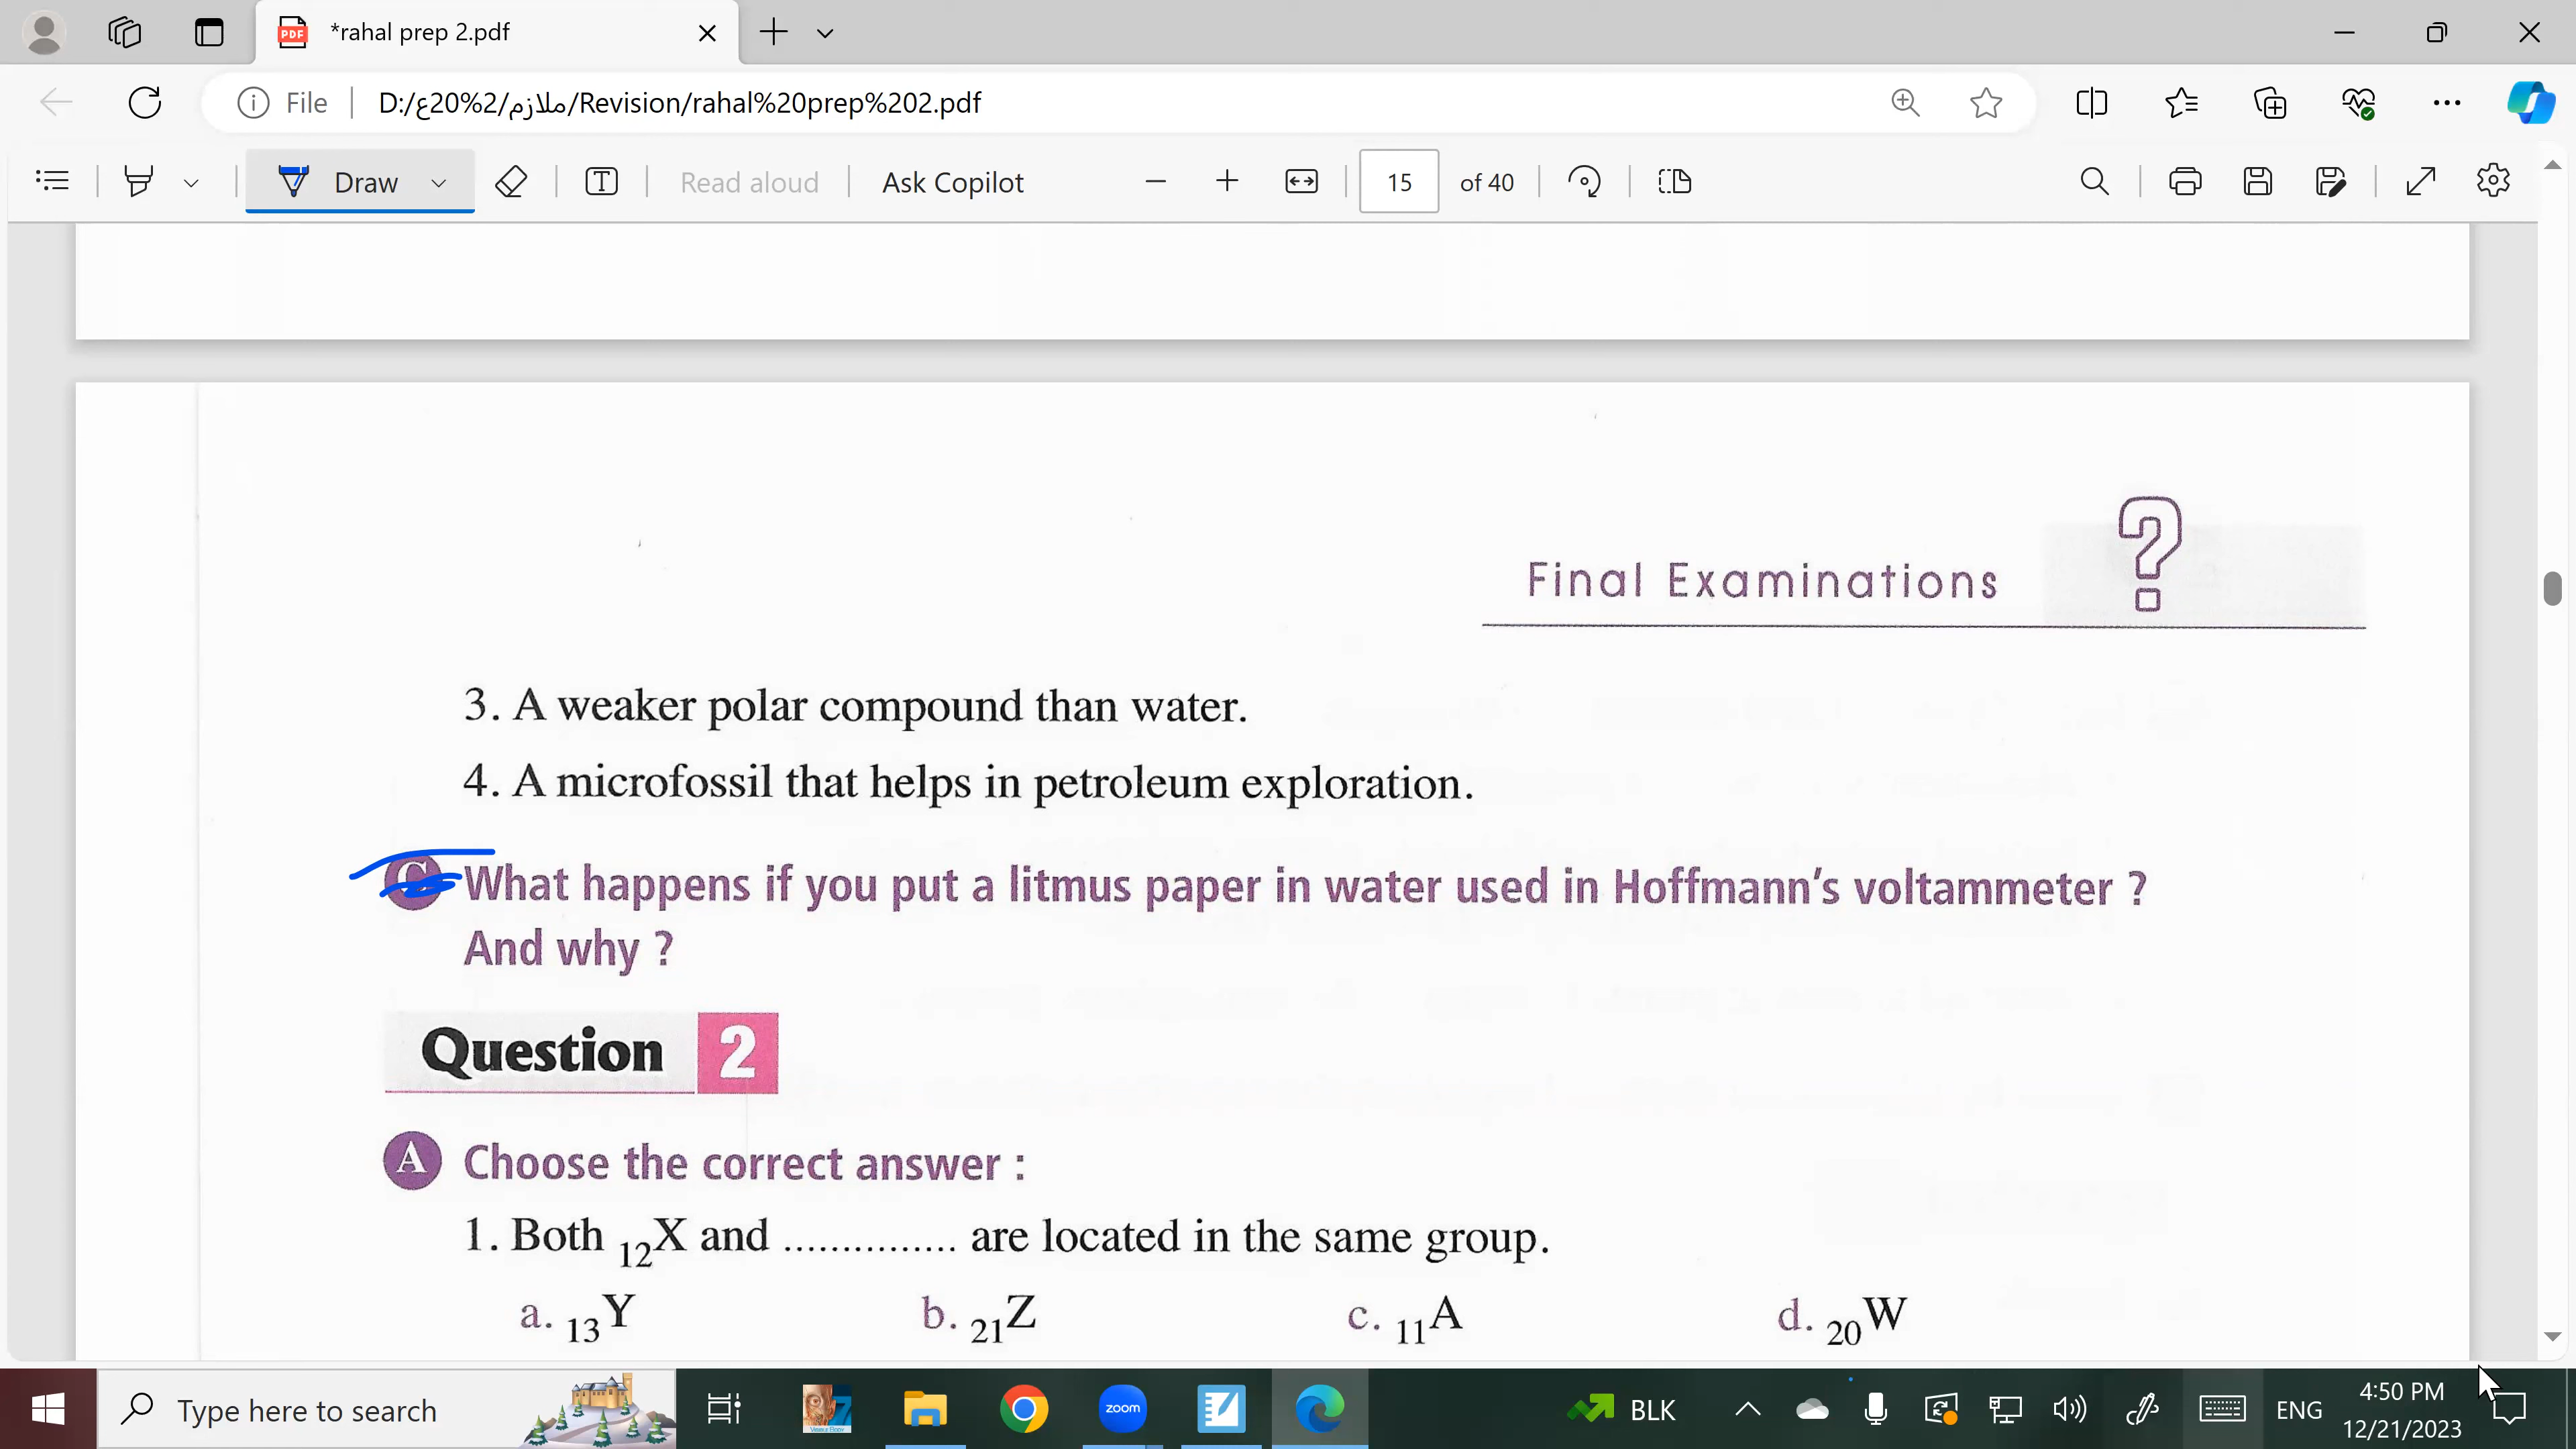 *rahal prep 2.pdf
File
D:/ع20%2/ملازم/Revision/rahal%20prep%202.pdf
Draw
Read aloud
Ask Copilot
15 of 40
Final Examinations ?
3. A weaker polar compound than water.
4. A microfossil that helps in petroleum exploration.
C What happens if you put a litmus paper in water used in Hoffmann's voltammeter ?
And why ?
Question 2
A Choose the correct answer :
1. Both ₁₂X and ............... are located in the same group.
a. ₁₃Y b. ₂₁Z c. ₁₁A d. ₂₀W
Type here to search
zoom
BLK
ENG
4:50 PM
12/21/2023